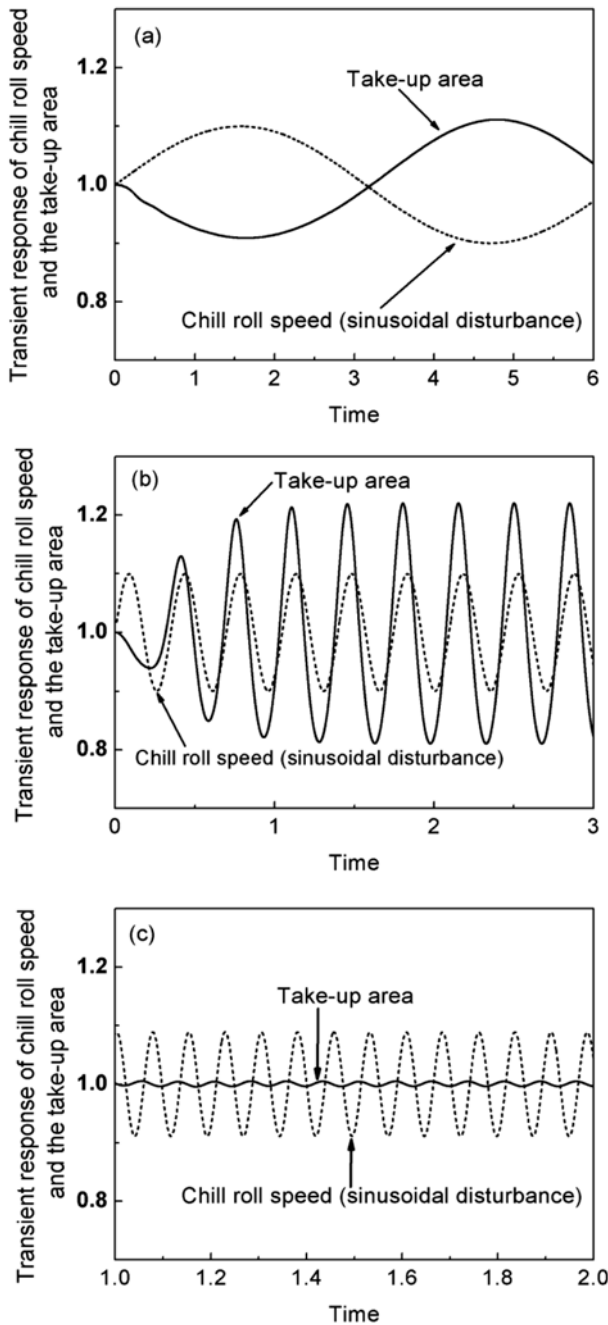 Transient response of chill roll speed
and the take-up area
(a)
1.2
1.0
0.8
Take-up area
Chill roll speed (sinusoidal disturbance)
0 1 2 3 4 5 6
Time
Transient response of chill roll speed
and the take-up area
(b)
1.2
1.0
0.8
Take-up area
Chill roll speed (sinusoidal disturbance)
0 1 2 3
Time
Transient response of chill roll speed
and the take-up area
(c)
1.2
1.0
0.8
Take-up area
Chill roll speed (sinusoidal disturbance)
1.0 1.2 1.4 1.6 1.8 2.0
Time